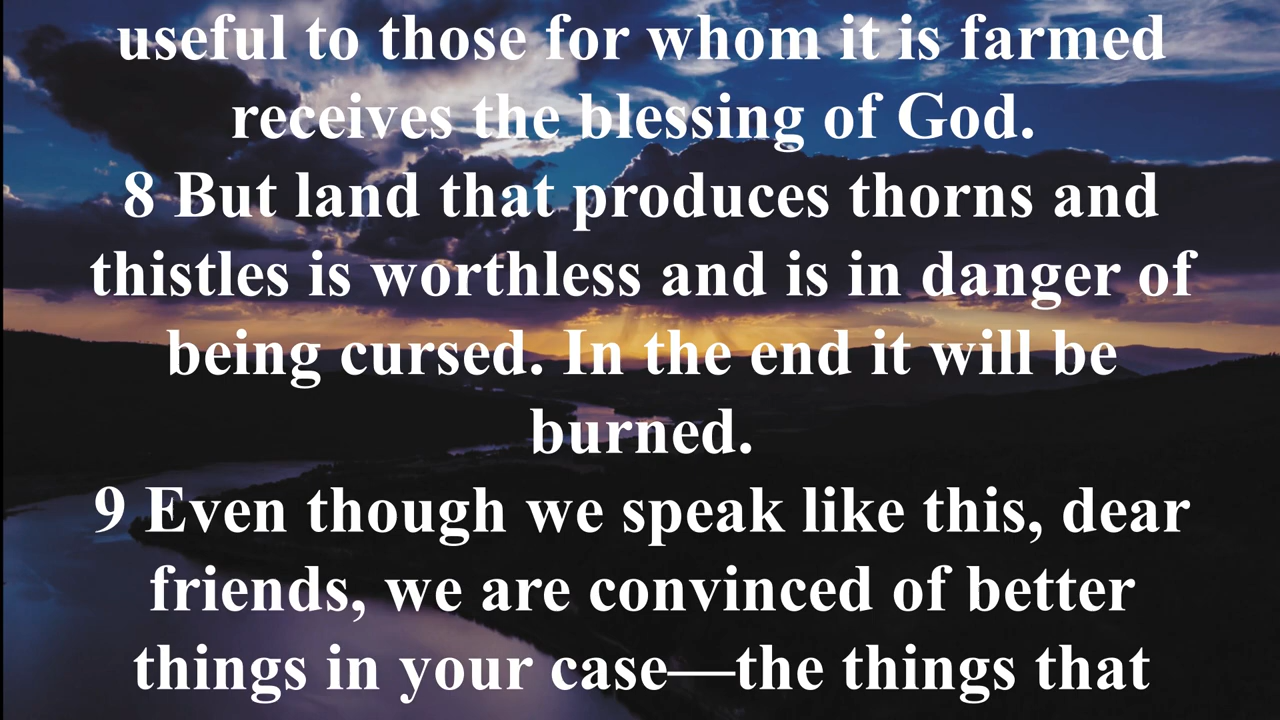 useful to those for whom it is farmed
receives the blessing of God.
8 But land that produces thorns and
thistles is worthless and is in danger of
being cursed. In the end it will be
burned.
9 Even though we speak like this, dear
friends, we are convinced of better
things in your case—the things that